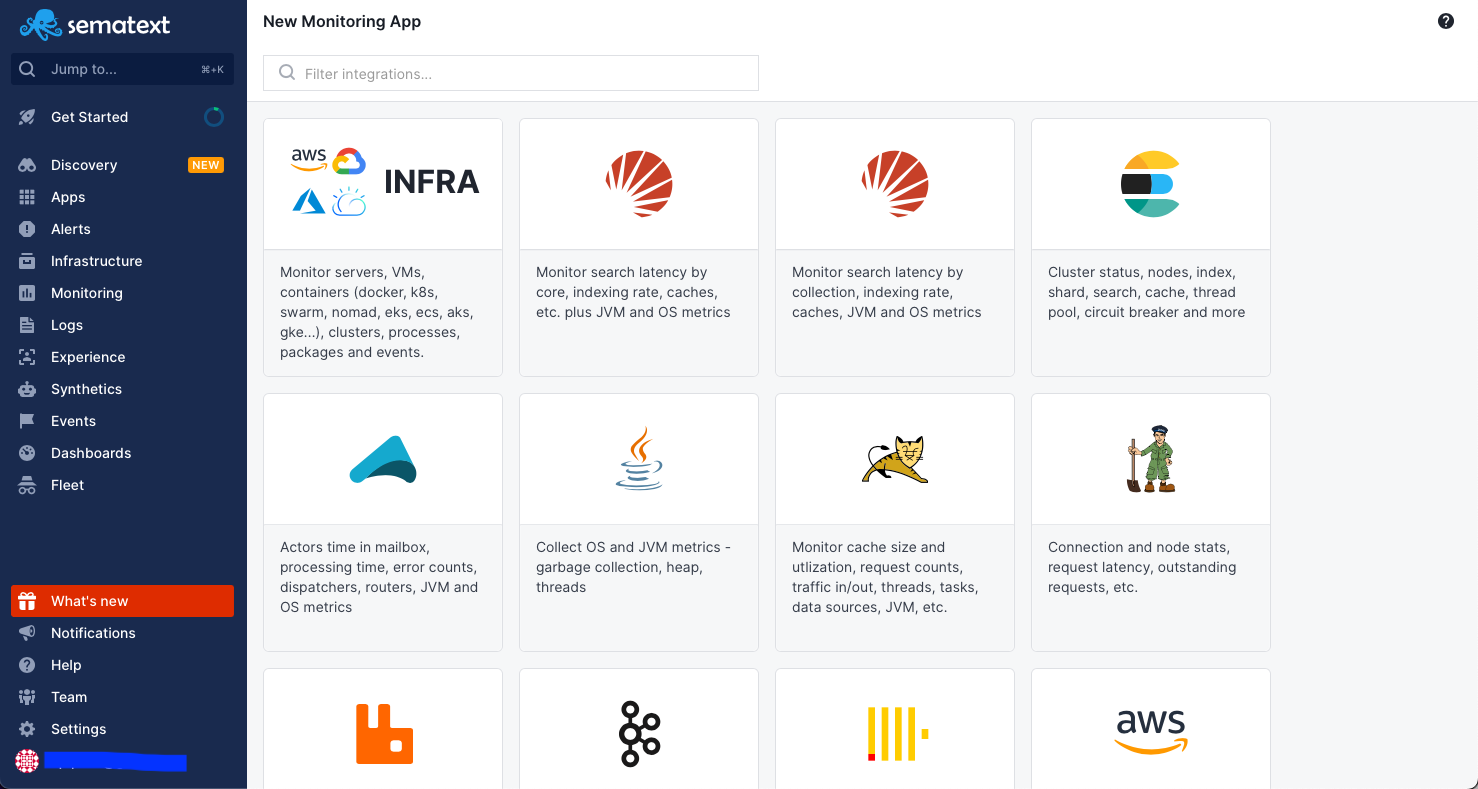 sematext
Jump to...
⌘+K
Get Started
Discovery
NEW
Apps
Alerts
Infrastructure
Monitoring
Logs
Experience
Synthetics
Events
Dashboards
Fleet
What's new
Notifications
Help
Team
Settings
New Monitoring App
?
Filter integrations...
aws
INFRA
Monitor servers, VMs,
containers (docker, k8s,
swarm, nomad, eks, ecs, aks,
gke...), clusters, processes,
packages and events.
Monitor search latency by
core, indexing rate, caches,
etc. plus JVM and OS metrics
Monitor search latency by
collection, indexing rate,
caches, JVM and OS metrics
Cluster status, nodes, index,
shard, search, cache, thread
pool, circuit breaker and more
Actors time in mailbox,
processing time, error counts,
dispatchers, routers, JVM and
OS metrics
Collect OS and JVM metrics -
garbage collection, heap,
threads
Monitor cache size and
utlization, request counts,
traffic in/out, threads, tasks,
data sources, JVM, etc.
Connection and node stats,
request latency, outstanding
requests, etc.
aws